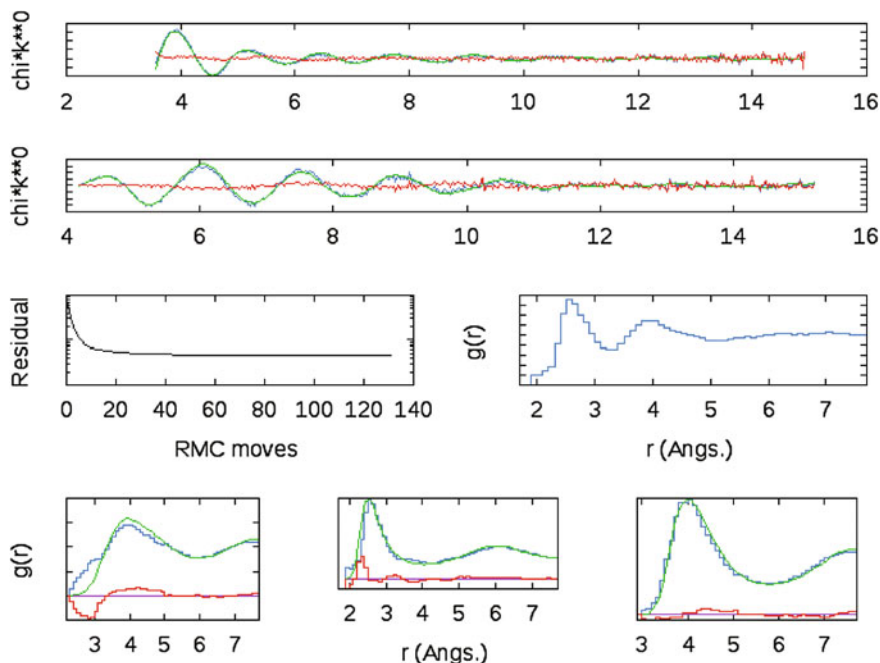 chi*k**0
2 4 6 8 10 12 14 16
chi*k**0
4 6 8 10 12 14 16
Residual
0 20 40 60 80 100 120 140
RMC moves
g(r)
2 3 4 5 6 7
r (Angs.)
g(r)
3 4 5 6 7
2 3 4 5 6 7
r (Angs.)
3 4 5 6 7